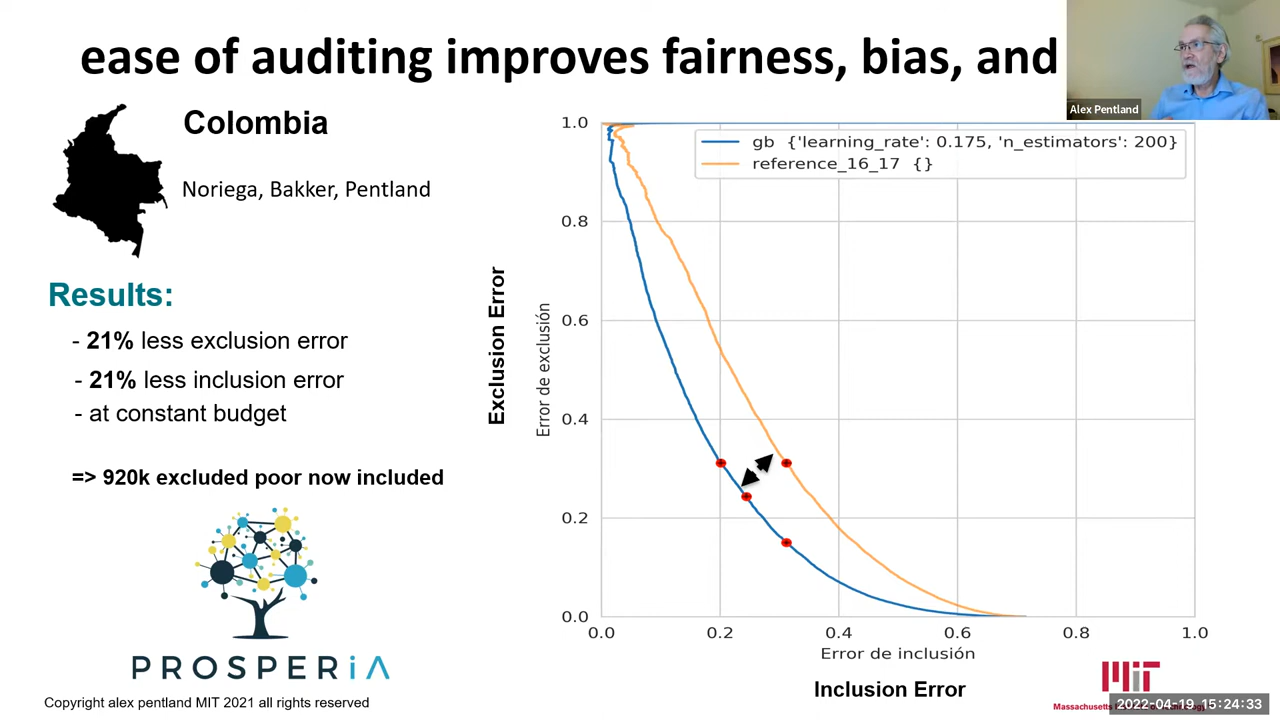 ease of auditing improves fairness, bias, and
Alex Pentland
Colombia
Noriega, Bakker, Pentland
Results:
- 21% less exclusion error
- 21% less inclusion error
- at constant budget
=> 920k excluded poor now included
PROSPERiA
Copyright alex pentland MIT 2021 all rights reserved
gb {'learning_rate': 0.175, 'n_estimators': 200}
reference_16_17 {}
Exclusion Error
Error de exclusión
1.0
0.8
0.6
0.4
0.2
0.0
0.0 0.2 0.4 0.6 0.8 1.0
Error de inclusión
Inclusion Error
MIT
Massachusetts
2022-04-19 15:24:33